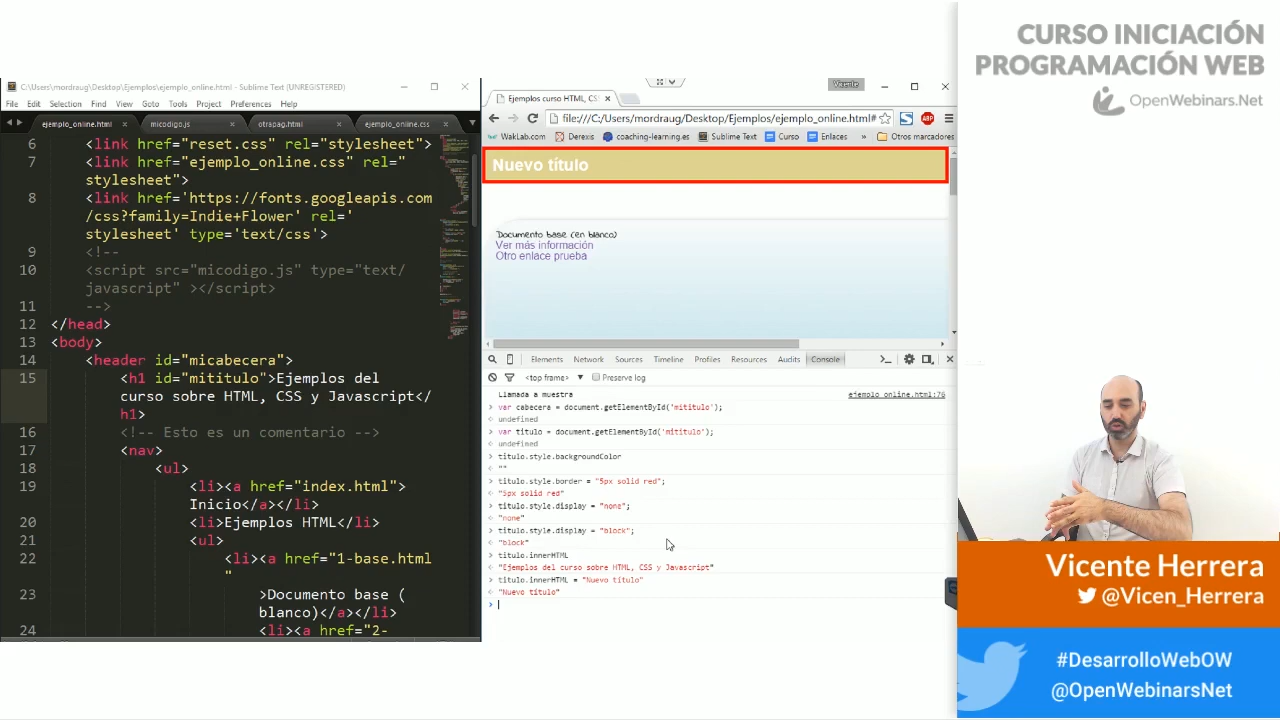 C:\Users\mordraug\Desktop\Ejemplos\ejemplo_online.html - Sublime Text (UNREGISTERED)
File Edit Selection Find View Goto Tools Project Preferences Help
ejemplo_online.html × micodigo.js × otrapag.html × ejemplo_online.css ×
6 <link href="reset.css" rel="stylesheet">
7 <link href="ejemplo_online.css" rel="
stylesheet">
8 <link href='https://fonts.googleapis.com
/css?family=Indie+Flower' rel='
stylesheet' type='text/css'>
9 <!--
10 <script src="micodigo.js" type="text/
javascript" ></script>
11 -->
12 </head>
13 <body>
14 <header id="micabecera">
15 <h1 id="mititulo">Ejemplos del
curso sobre HTML, CSS y Javascript</
h1>
16 <!-- Esto es un comentario -->
17 <nav>
18 <ul>
19 <li><a href="index.html">
Inicio</a></li>
20 <li>Ejemplos HTML</li>
21 <ul>
22 <li><a href="1-base.html
"
23 >Documento base (
blanco)</a></li>
24 <li><a href="2-
Vicente
Ejemplos curso HTML, CS ×
file:///C:/Users/mordraug/Desktop/Ejemplos/ejemplo_online.html#
ABP
WakLab.com Derexis coaching-learning.es Sublime Text Curso Enlaces » Otros marcadores
Nuevo título
Documento base (en blanco)
Ver más información
Otro enlace prueba
Elements Network Sources Timeline Profiles Resources Audits Console
<top frame> ▼ Preserve log
Llamada a muestra ejemplo_online.html:76
> var cabecera = document.getElementById('mititulo');
< undefined
> var titulo = document.getElementById('mititulo');
< undefined
> titulo.style.backgroundColor
< ""
> titulo.style.border = "5px solid red";
< "5px solid red"
> titulo.style.display = "none";
< "none"
> titulo.style.display = "block";
< "block"
> titulo.innerHTML
< "Ejemplos del curso sobre HTML, CSS y Javascript"
> titulo.innerHTML = "Nuevo título"
< "Nuevo título"
>
CURSO INICIACIÓN
PROGRAMACIÓN WEB
OpenWebinars.Net
Vicente Herrera
@Vicen_Herrera
#DesarrolloWebOW
@OpenWebinarsNet